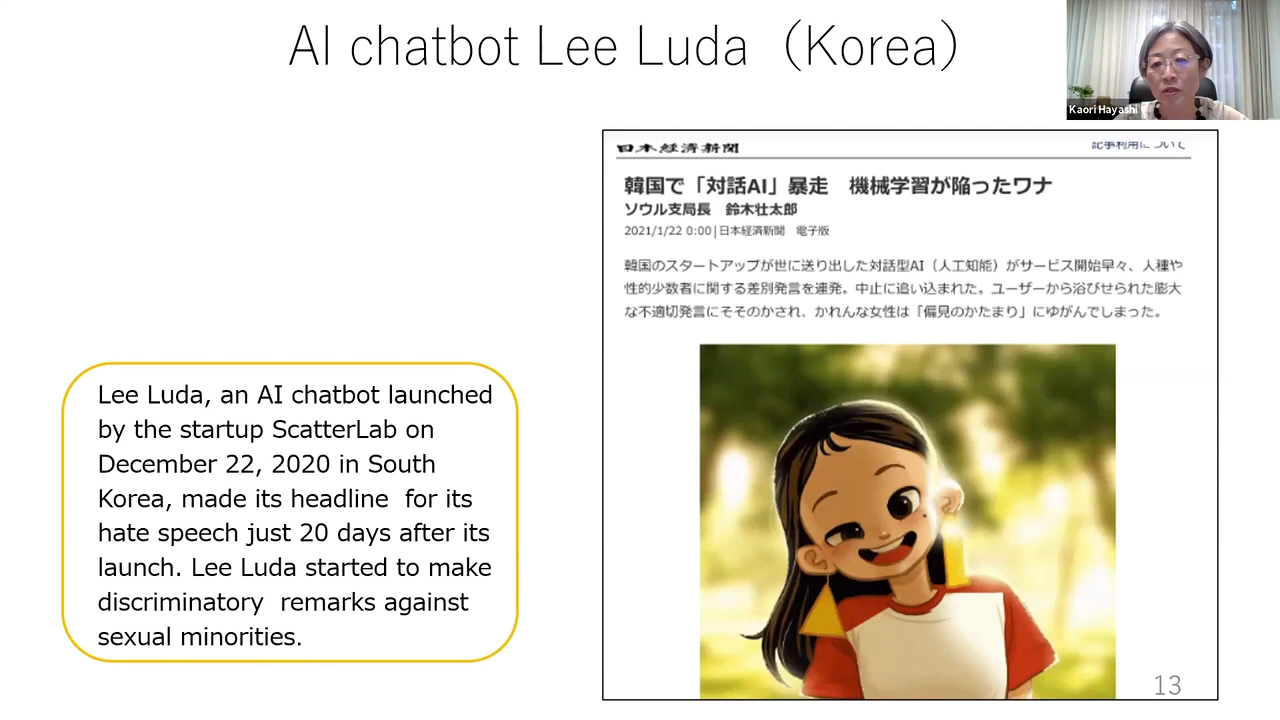 AI chatbot Lee Luda（Korea）
Kaori Hayashi
日本経済新聞
記事利用について
韓国で「対話AI」暴走　機械学習が陥ったワナ
ソウル支局長　鈴木壮太郎
2021/1/22 0:00|日本経済新聞　電子版
韓国のスタートアップが世に送り出した対話型AI（人工知能）がサービス開始早々、人種や
性的少数者に関する差別発言を連発。中止に追い込まれた。ユーザーから浴びせられた膨大
な不適切発言にそそのかされ、かれんな女性は「偏見のかたまり」にゆがんでしまった。
Lee Luda, an AI chatbot launched
by the startup ScatterLab on
December 22, 2020 in South
Korea, made its headline  for its
hate speech just 20 days after its
launch. Lee Luda started to make
discriminatory  remarks against
sexual minorities.
13